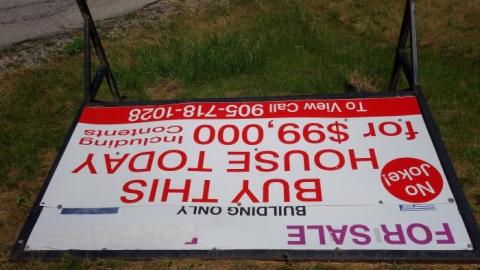 FOR SALE
BUILDING ONLY
BUY THIS
No
Joke!
HOUSE TODAY
for $99,000 Including
Contents
To View Call 905-718-1028